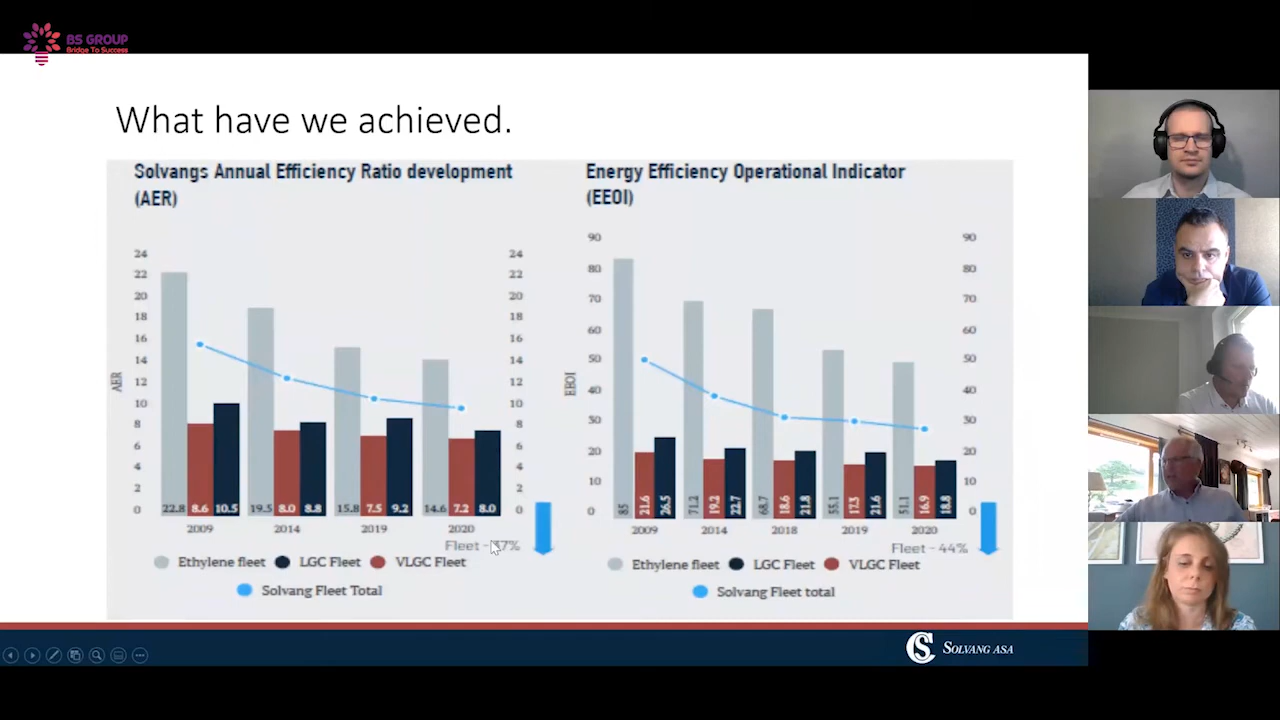 BS GROUP
Bridge To Success
What have we achieved.
Solvangs Annual Efficiency Ratio development
(AER)
24
22
20
18
16
14
12
10
8
6
4
2
0
AER
22.8 8.6 10.5 19.5 8.0 8.8 15.8 7.5 9.2 14.6 7.2 8.0
24
22
20
18
16
14
12
10
8
6
4
2
0
2009 2014 2019 2020
Fleet - 7%
Ethylene fleet LGC Fleet VLGC Fleet
Solvang Fleet Total
Energy Efficiency Operational Indicator
(EEOI)
90
80
70
60
50
40
30
20
10
0
EEOI
85 21.6 26.5 71.2 19.2 22.7 68.7 18.6 21.8 55.1 17.3 21.6 51.1 16.9 18.8
90
80
70
60
50
40
30
20
10
0
2009 2014 2018 2019 2020
Fleet - 44%
Ethylene fleet LGC Fleet VLGC Fleet
Solvang Fleet total
SOLVANG ASA